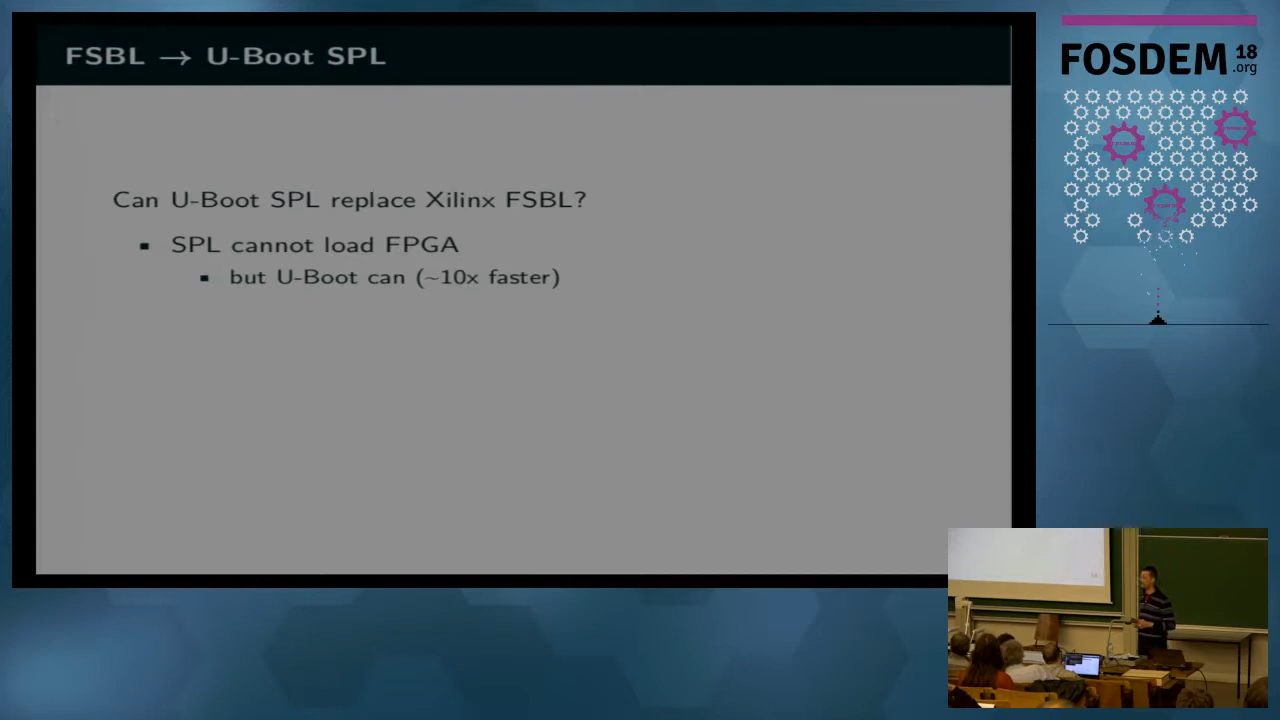 FSBL → U-Boot SPL
Can U-Boot SPL replace Xilinx FSBL?
▪ SPL cannot load FPGA
▪ but U-Boot can (~10x faster)
FOSDEM 18
.org